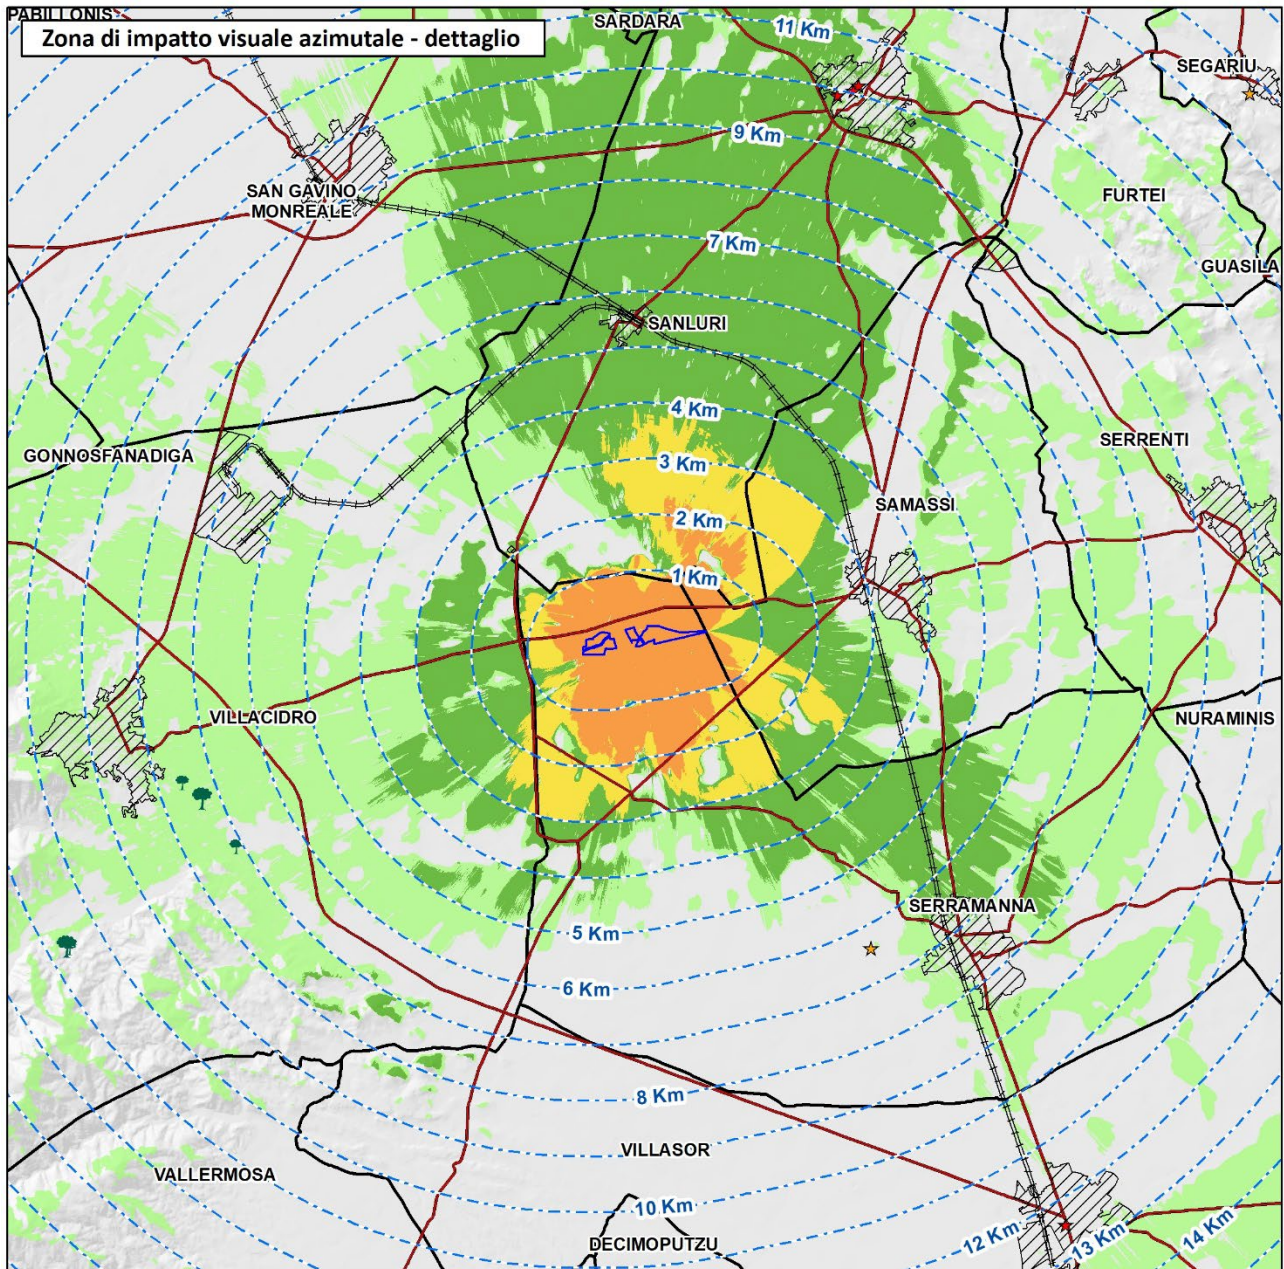 PABILLONIS
Zona di impatto visuale azimutale - dettaglio
SARDARA
11 Km
SEGARIU
9 Km
SAN GAVINO
MONREALE
FURTEI
7 Km
GUASILA
SANLURI
4 Km
SERRENTI
GONNOSFANADIGA
3 Km
SAMASSI
2 Km
1 Km
VILLACIDRO
NURAMINIS
SERRAMANNA
5 Km
6 Km
8 Km
VILLASOR
VALLERMOSA
10 Km
DECIMOPUTZU
12 Km
13 Km
14 Km